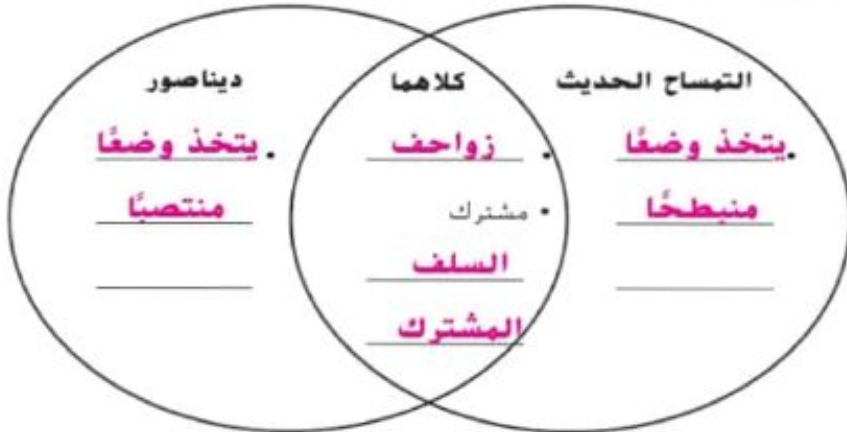 التمساح الحديث
كلاهما
ديناصور
• يتخذ وضعًا
منبطحًا
• زواحف
• مشترك
السلف
المشترك
• يتخذ وضعًا
منتصبًا